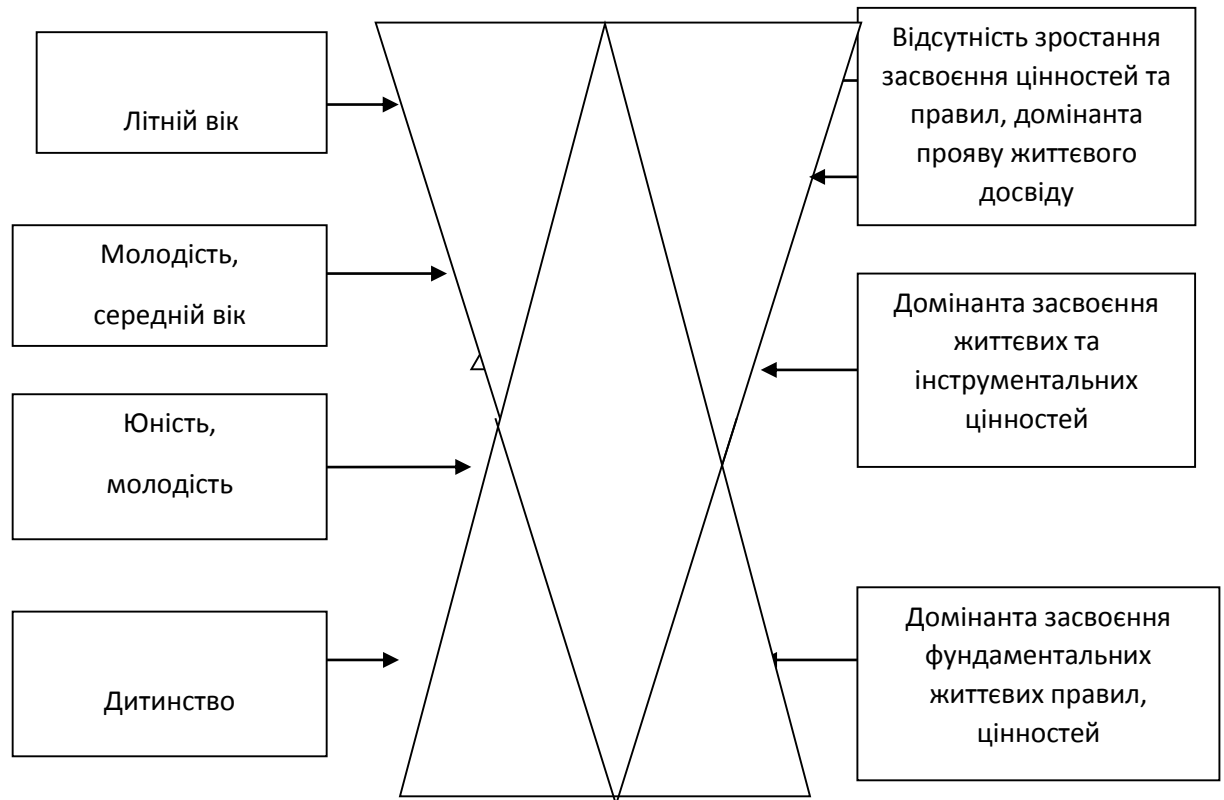 Літній вік
Молодість,
середній вік
Юність,
молодість
Дитинство
Відсутність зростання
засвоєння цінностей та
правил, домінанта
прояву життєвого
досвіду
Домінанта засвоєння
життєвих та
інструментальних
цінностей
Домінанта засвоєння
фундаментальних
життєвих правил,
цінностей